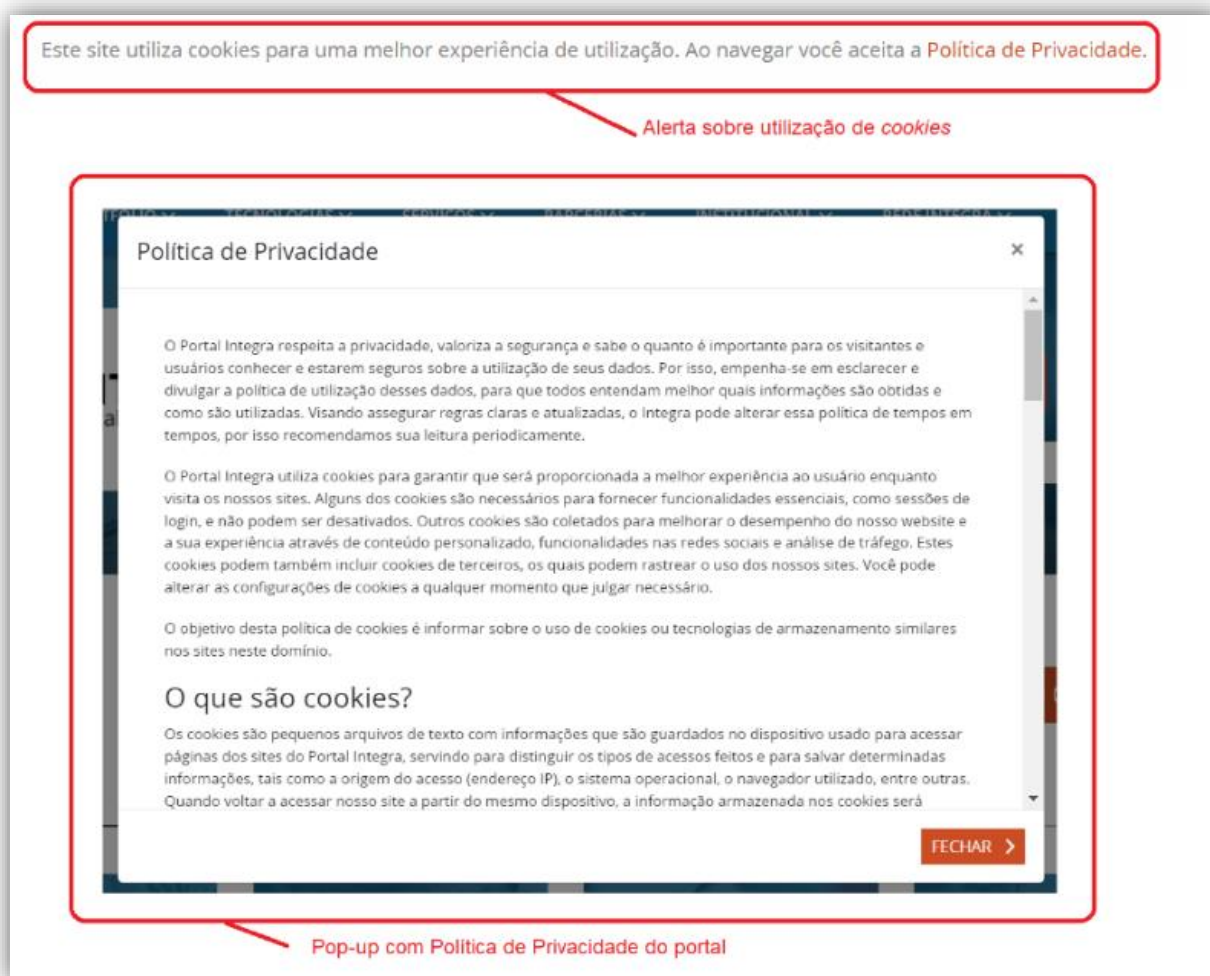 Este site utiliza cookies para uma melhor experiência de utilização. Ao navegar você aceita a Política de Privacidade.
Alerta sobre utilização de cookies
TECNOLOGIAS SERVIÇOS PARCERIAS INSTITUCIONAL REDE INTEGRA
Política de Privacidade ×
O Portal Integra respeita a privacidade, valoriza a segurança e sabe o quanto é importante para os visitantes e
usuários conhecer e estarem seguros sobre a utilização de seus dados. Por isso, empenha-se em esclarecer e
divulgar a política de utilização desses dados, para que todos entendam melhor quais informações são obtidas e
como são utilizadas. Visando assegurar regras claras e atualizadas, o Integra pode alterar essa política de tempos em
tempos, por isso recomendamos sua leitura periodicamente.
O Portal Integra utiliza cookies para garantir que será proporcionada a melhor experiência ao usuário enquanto
visita os nossos sites. Alguns dos cookies são necessários para fornecer funcionalidades essenciais, como sessões de
login, e não podem ser desativados. Outros cookies são coletados para melhorar o desempenho do nosso website e
a sua experiência através de conteúdo personalizado, funcionalidades nas redes sociais e análise de tráfego. Estes
cookies podem também incluir cookies de terceiros, os quais podem rastrear o uso dos nossos sites. Você pode
alterar as configurações de cookies a qualquer momento que julgar necessário.
O objetivo desta política de cookies é informar sobre o uso de cookies ou tecnologias de armazenamento similares
nos sites neste domínio.
O que são cookies?
Os cookies são pequenos arquivos de texto com informações que são guardados no dispositivo usado para acessar
páginas dos sites do Portal Integra, servindo para distinguir os tipos de acessos feitos e para salvar determinadas
informações, tais como a origem do acesso (endereço IP), o sistema operacional, o navegador utilizado, entre outras.
Quando voltar a acessar nosso site a partir do mesmo dispositivo, a informação armazenada nos cookies será
FECHAR
Pop-up com Política de Privacidade do portal